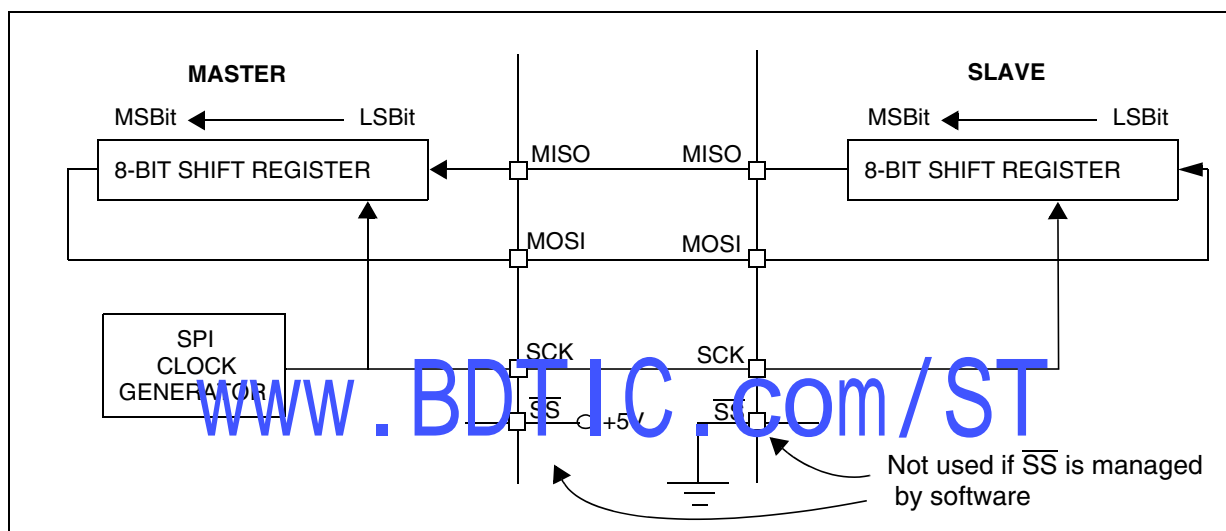 MASTER
SLAVE
MSBit
LSBit
MSBit
LSBit
8-BIT SHIFT REGISTER
MISO
MISO
8-BIT SHIFT REGISTER
MOSI
MOSI
SPI
CLOCK
GENERATOR
SCK
SCK
www.BDTIC.com/ST
SS
+5V
SS
Not used if SS is managed
by software